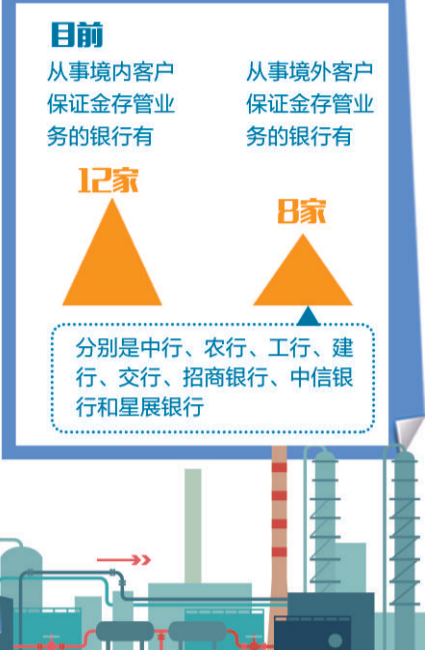 目前
从事境内客户
保证金存管业
务的银行有
12家
从事境外客户
保证金存管业
务的银行有
8家
分别是中行、农行、工行、建
行、交行、招商银行、中信银
行和星展银行